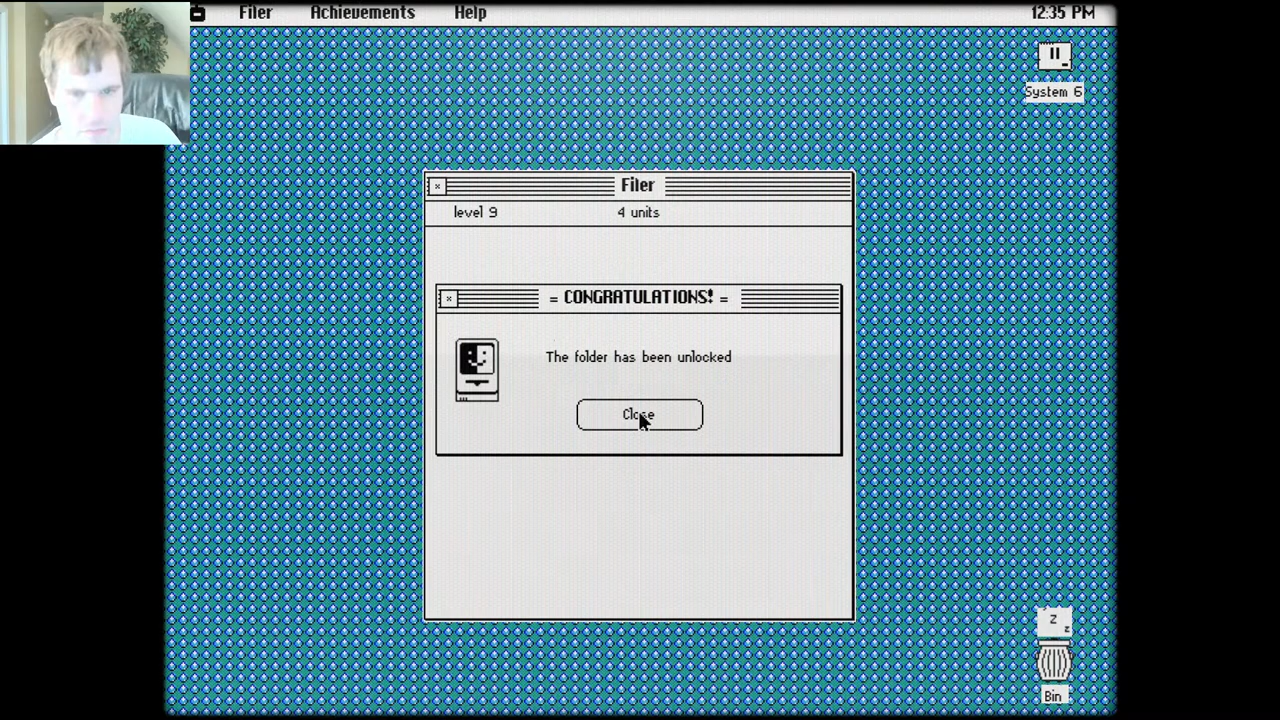 Filer Achievements Help 12:35 PM
System 6
Filer
level 9 4 units
= CONGRATULATIONS! =
The folder has been unlocked
Close
z z
Bin